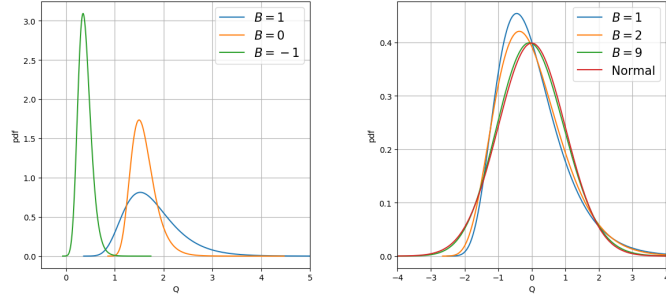 B = 1
B = 0
B = −1
pdf
3.0
2.5
2.0
1.5
1.0
0.5
0.0
0
1
2
3
4
5
Q
B = 1
B = 2
B = 9
Normal
pdf
0.4
0.3
0.2
0.1
0.0
−4
−3
−2
−1
0
1
2
3
4
Q